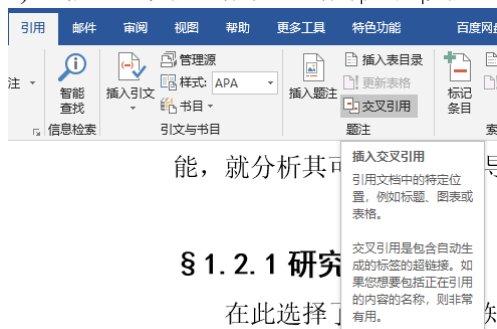 引用 邮件 审阅 视图 帮助 更多工具 特色功能 百度网盘
注 智能查找 插入引文 管理源 插入题注 插入表目录 标记条目
样式: APA 更新表格
书目 交叉引用
信息检索 引文与书目 题注 索
插入交叉引用
引用文档中的特定位
置，例如标题、图表或
表格。
交叉引用是包含自动生
成的标签的超链接。如
果您想要包括正在引用
的内容的名称，则非常
有用。
能，就分析其可
§1.2.1 研究
在此选择